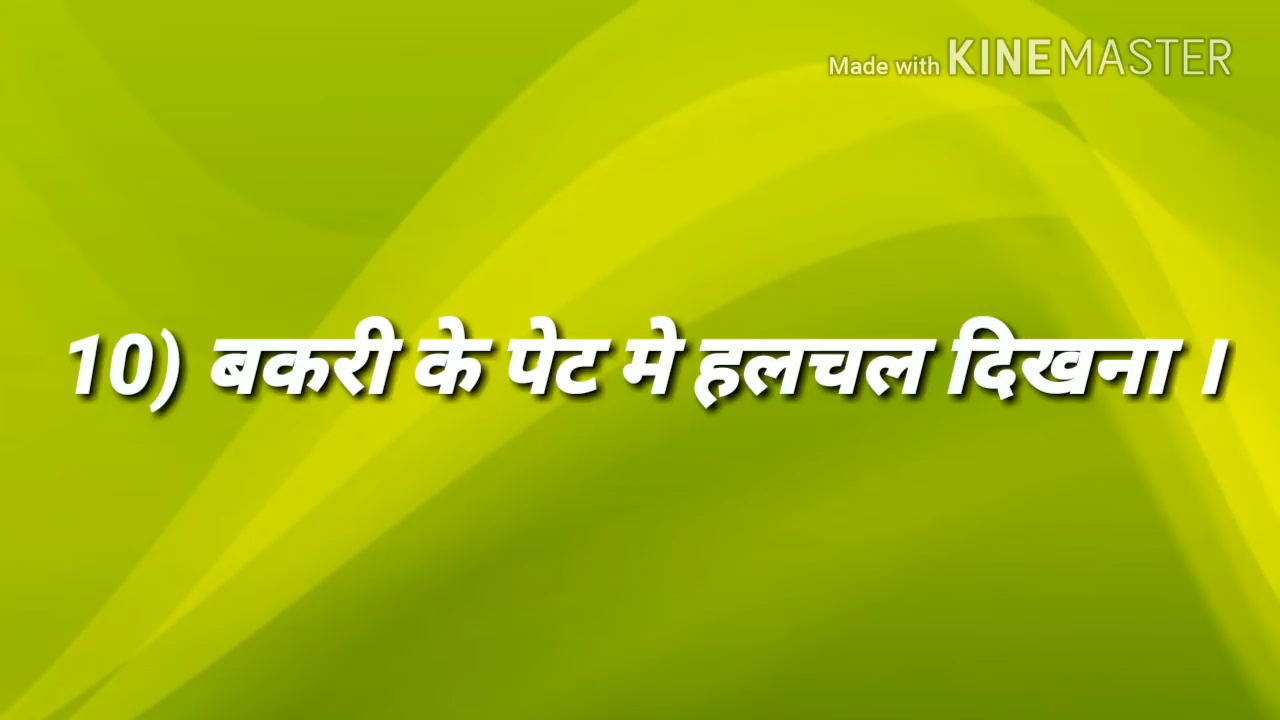 Made with KINEMASTER
10) बकरी के पेट मे हलचल दिखना ।